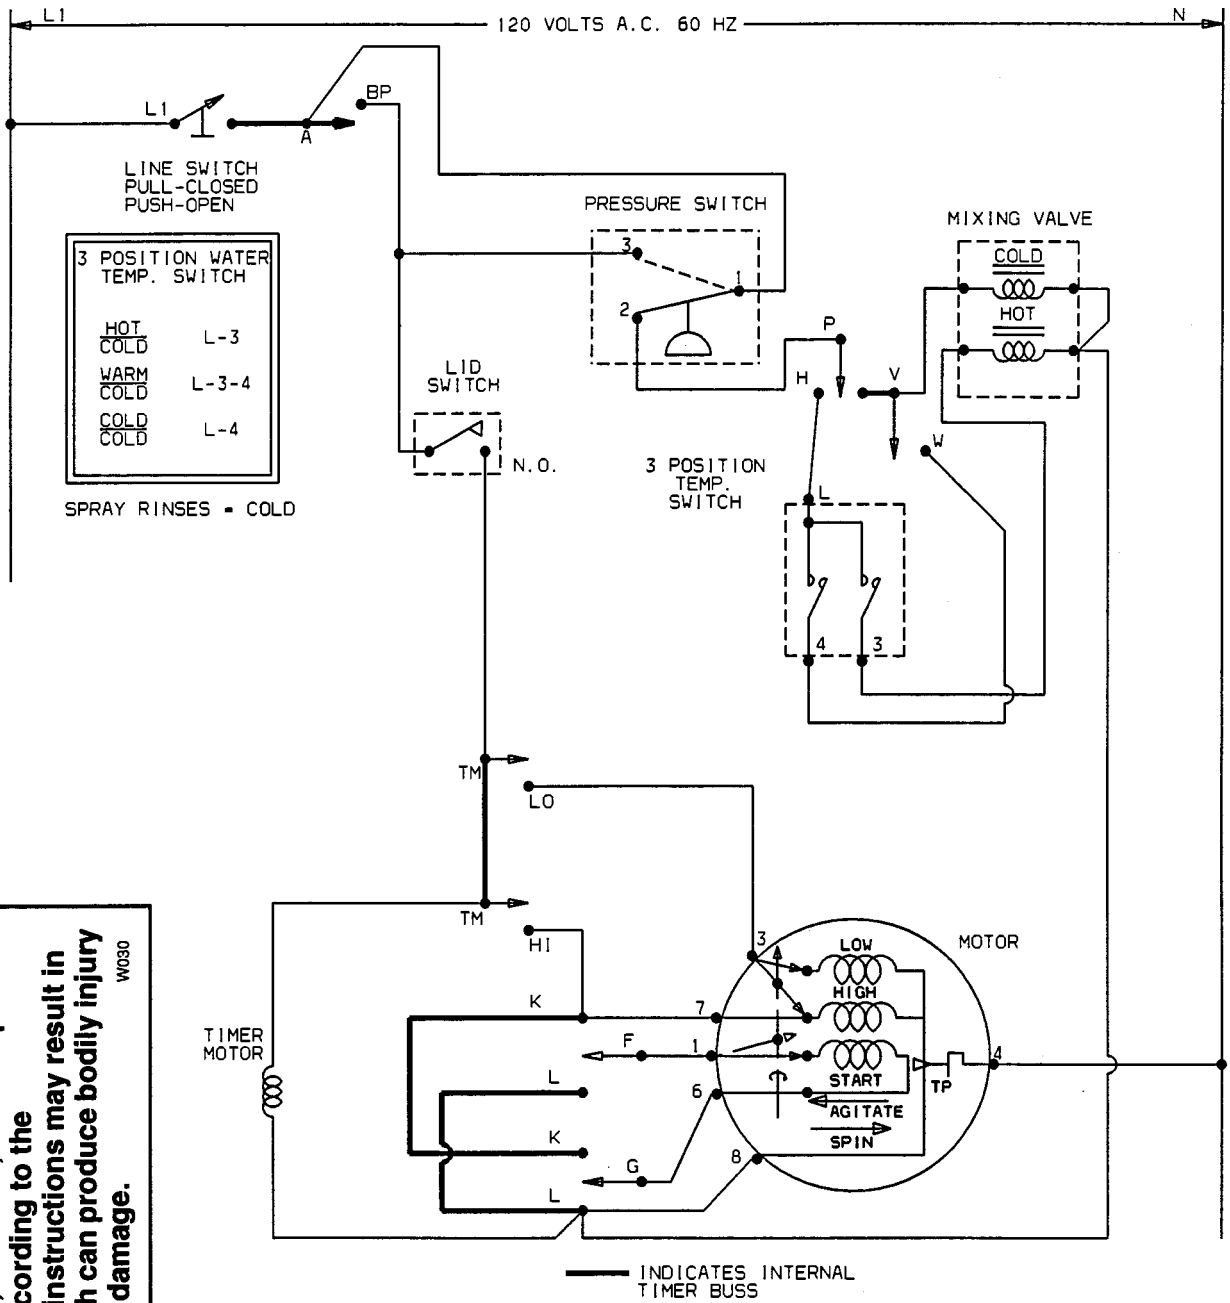 L1
120 VOLTS A.C. 60 HZ
N
L1
A
BP
LINE SWITCH
PULL-CLOSED
PUSH-OPEN
3 POSITION WATER
TEMP. SWITCH
HOT
COLD
L-3
WARM
COLD
L-3-4
COLD
COLD
L-4
SPRAY RINSES = COLD
PRESSURE SWITCH
3
1
2
MIXING VALVE
COLD
HOT
LID
SWITCH
N.O.
P
H
V
W
3 POSITION
TEMP.
SWITCH
L
4
3
TM
LO
TM
HI
TIMER
MOTOR
K
F
L
K
G
L
3
7
1
6
8
4
MOTOR
LOW
HIGH
START
TP
AGITATE
SPIN
INDICATES INTERNAL
TIMER BUSS
cording to the
instructions may result in
h can produce bodily injury
damage.
W030